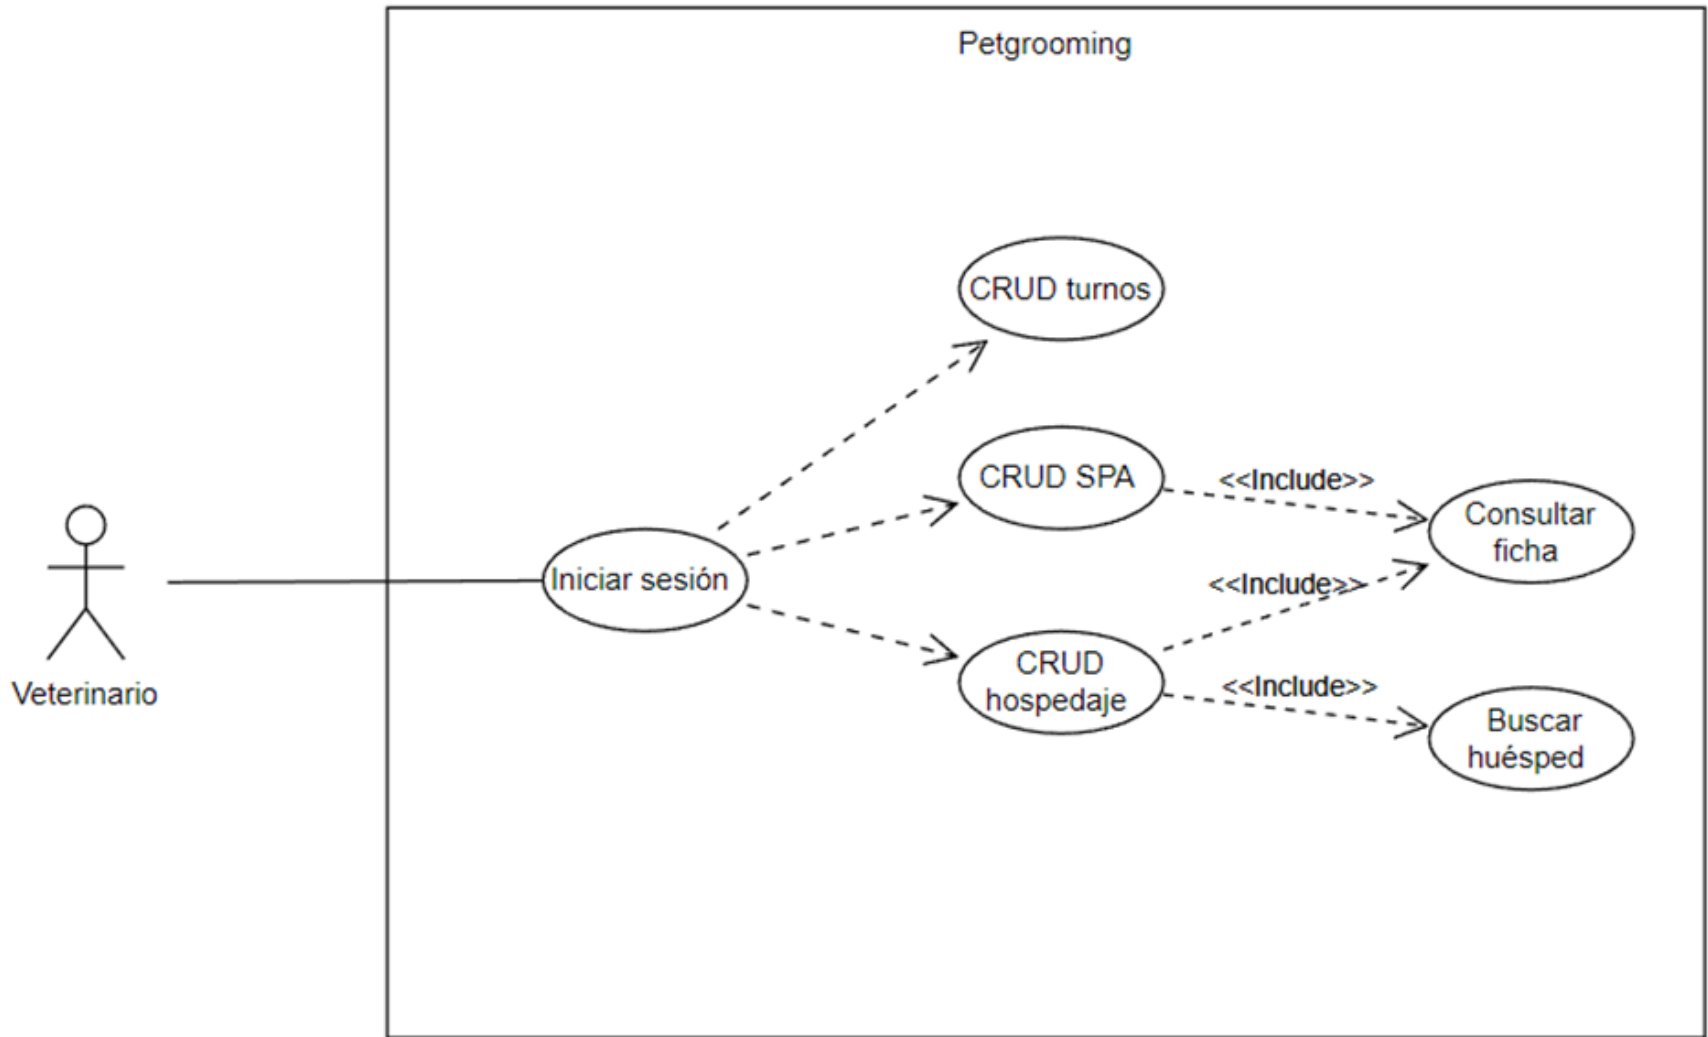 Petgrooming
CRUD turnos
CRUD SPA
<<Include>>
Consultar
ficha
Iniciar sesión
<<Include>>
CRUD
hospedaje
<<Include>>
Buscar
huésped
Veterinario